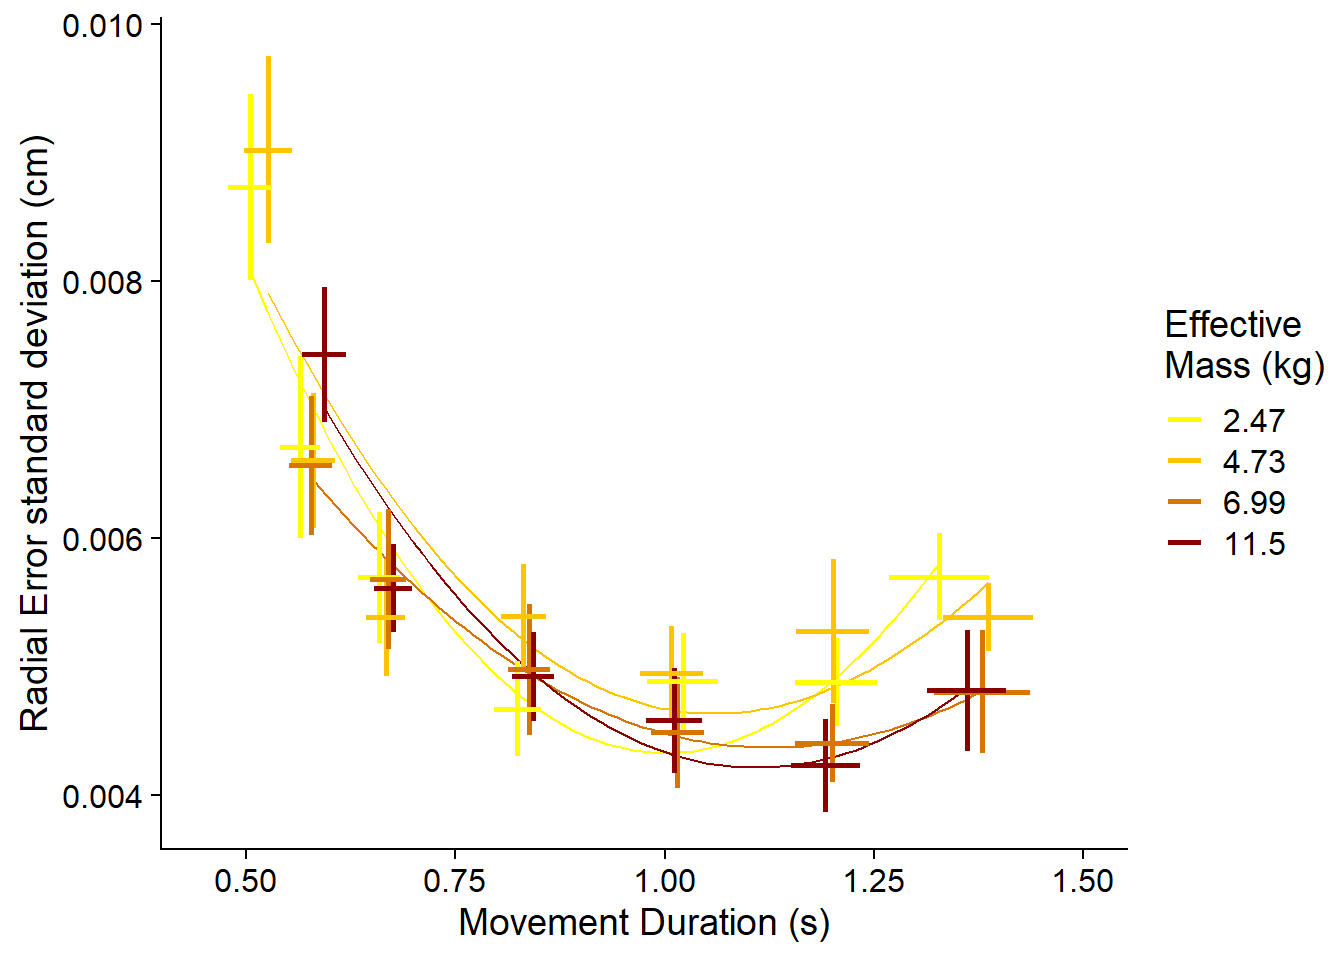 0.010
0.008
0.006
0.004
Radial Error standard deviation (cm)
0.50 0.75 1.00 1.25 1.50
Movement Duration (s)
Effective
Mass (kg)
2.47
4.73
6.99
11.5